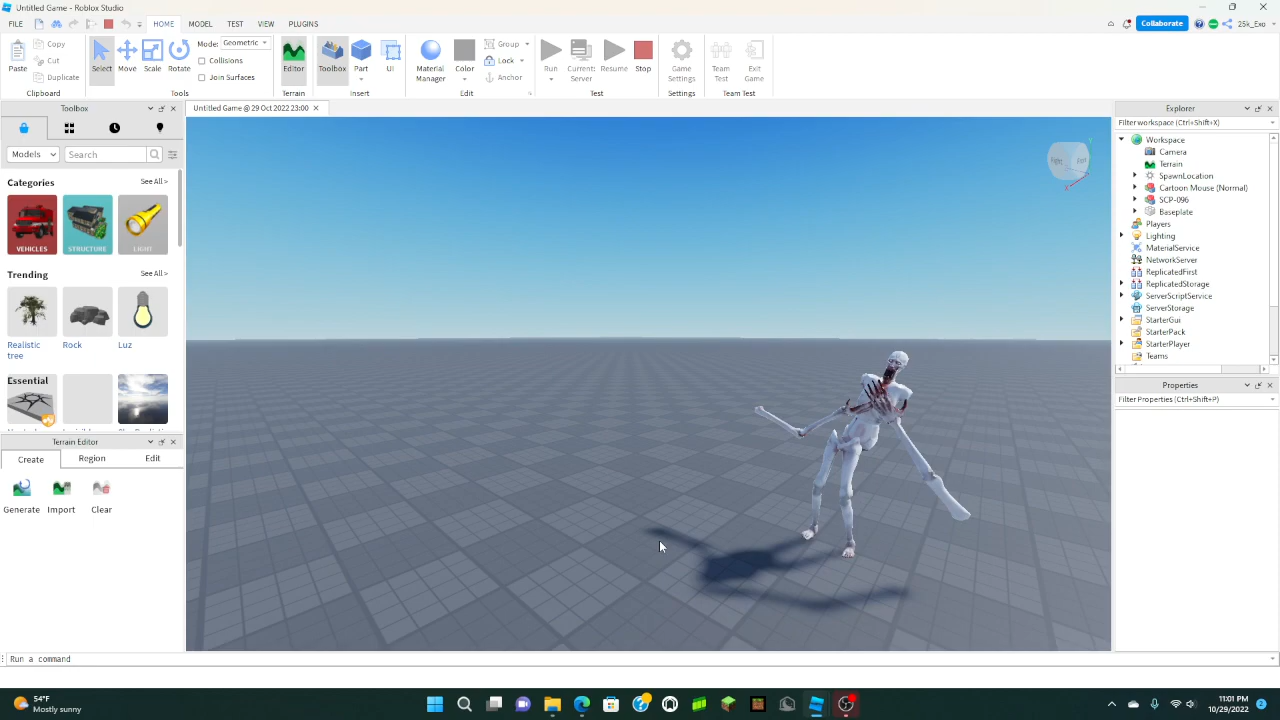 Untitled Game - Roblox Studio
FILE HOME MODEL TEST VIEW PLUGINS Collaborate 25k_Exo
Paste Copy Cut Duplicate Select Move Scale Rotate Mode: Geometric Collisions Join Surfaces Editor Toolbox Part UI Material Manager Color Group Lock Anchor Run Current: Server Resume Stop Game Settings Team Test Exit Game
Clipboard Tools Terrain Insert Edit Test Settings Team Test
Toolbox
Models Search
Categories See All >
VEHICLES STRUCTURE LIGHT
Trending See All >
Realistic tree
Rock
Luz
Essential
Terrain Editor
Create Region Edit
Generate Import Clear
Untitled Game @ 29 Oct 2022 23:00
Explorer
Filter workspace (Ctrl+Shift+X)
Workspace
Camera
Terrain
SpawnLocation
Cartoon Mouse (Normal)
SCP-096
Baseplate
Players
Lighting
MaterialService
NetworkServer
ReplicatedFirst
ReplicatedStorage
ServerScriptService
ServerStorage
StarterGui
StarterPack
StarterPlayer
Teams
Properties
Filter Properties (Ctrl+Shift+P)
Run a command
54°F
Mostly sunny
11:01 PM
10/29/2022